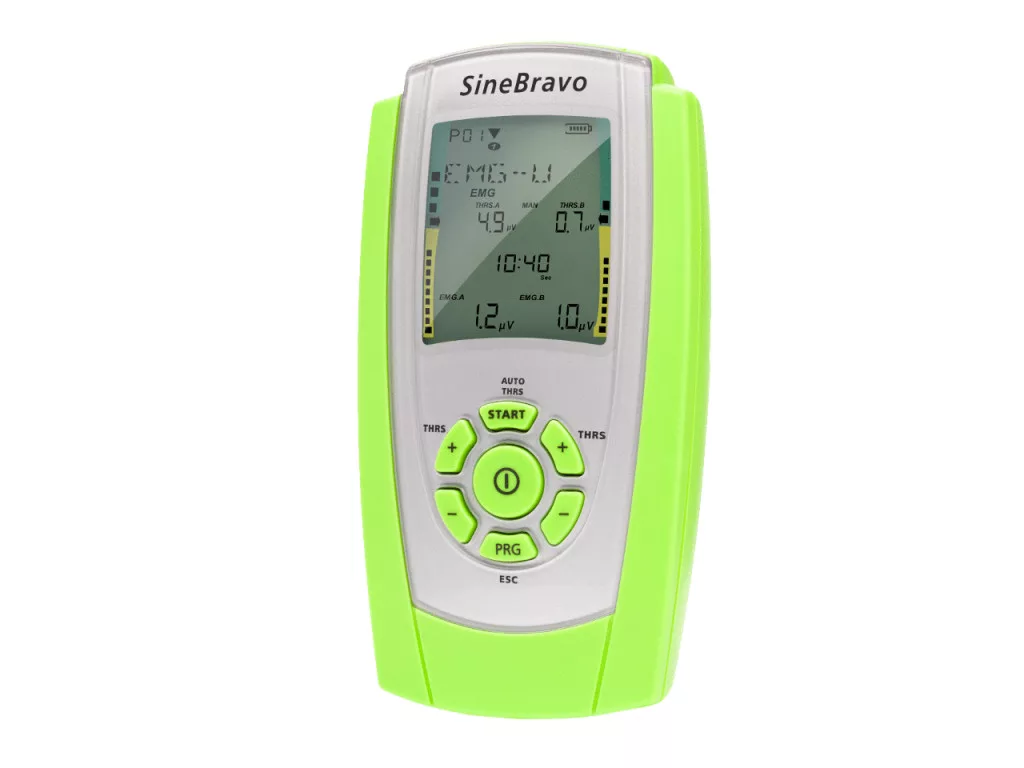 SineBravo
P01
EMG--U
EMG
THRS.A MAN THRS.B
4.9 µV 0.7 µV
10:40
Sec
EMG.A EMG.B
1.2 µV 1.0 µV
AUTO
THRS
START
THRS THRS
+ +
- -
PRG
ESC